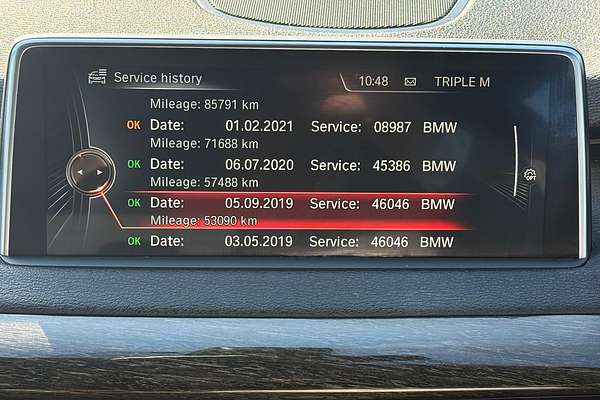 Service history 10:48 TRIPLE M
Mileage: 85791 km
OK Date: 01.02.2021 Service: 08987 BMW
Mileage: 71688 km
OK Date: 06.07.2020 Service: 45386 BMW
Mileage: 57488 km
OK Date: 05.09.2019 Service: 46046 BMW
Mileage: 53090 km
OK Date: 03.05.2019 Service: 46046 BMW
OPT